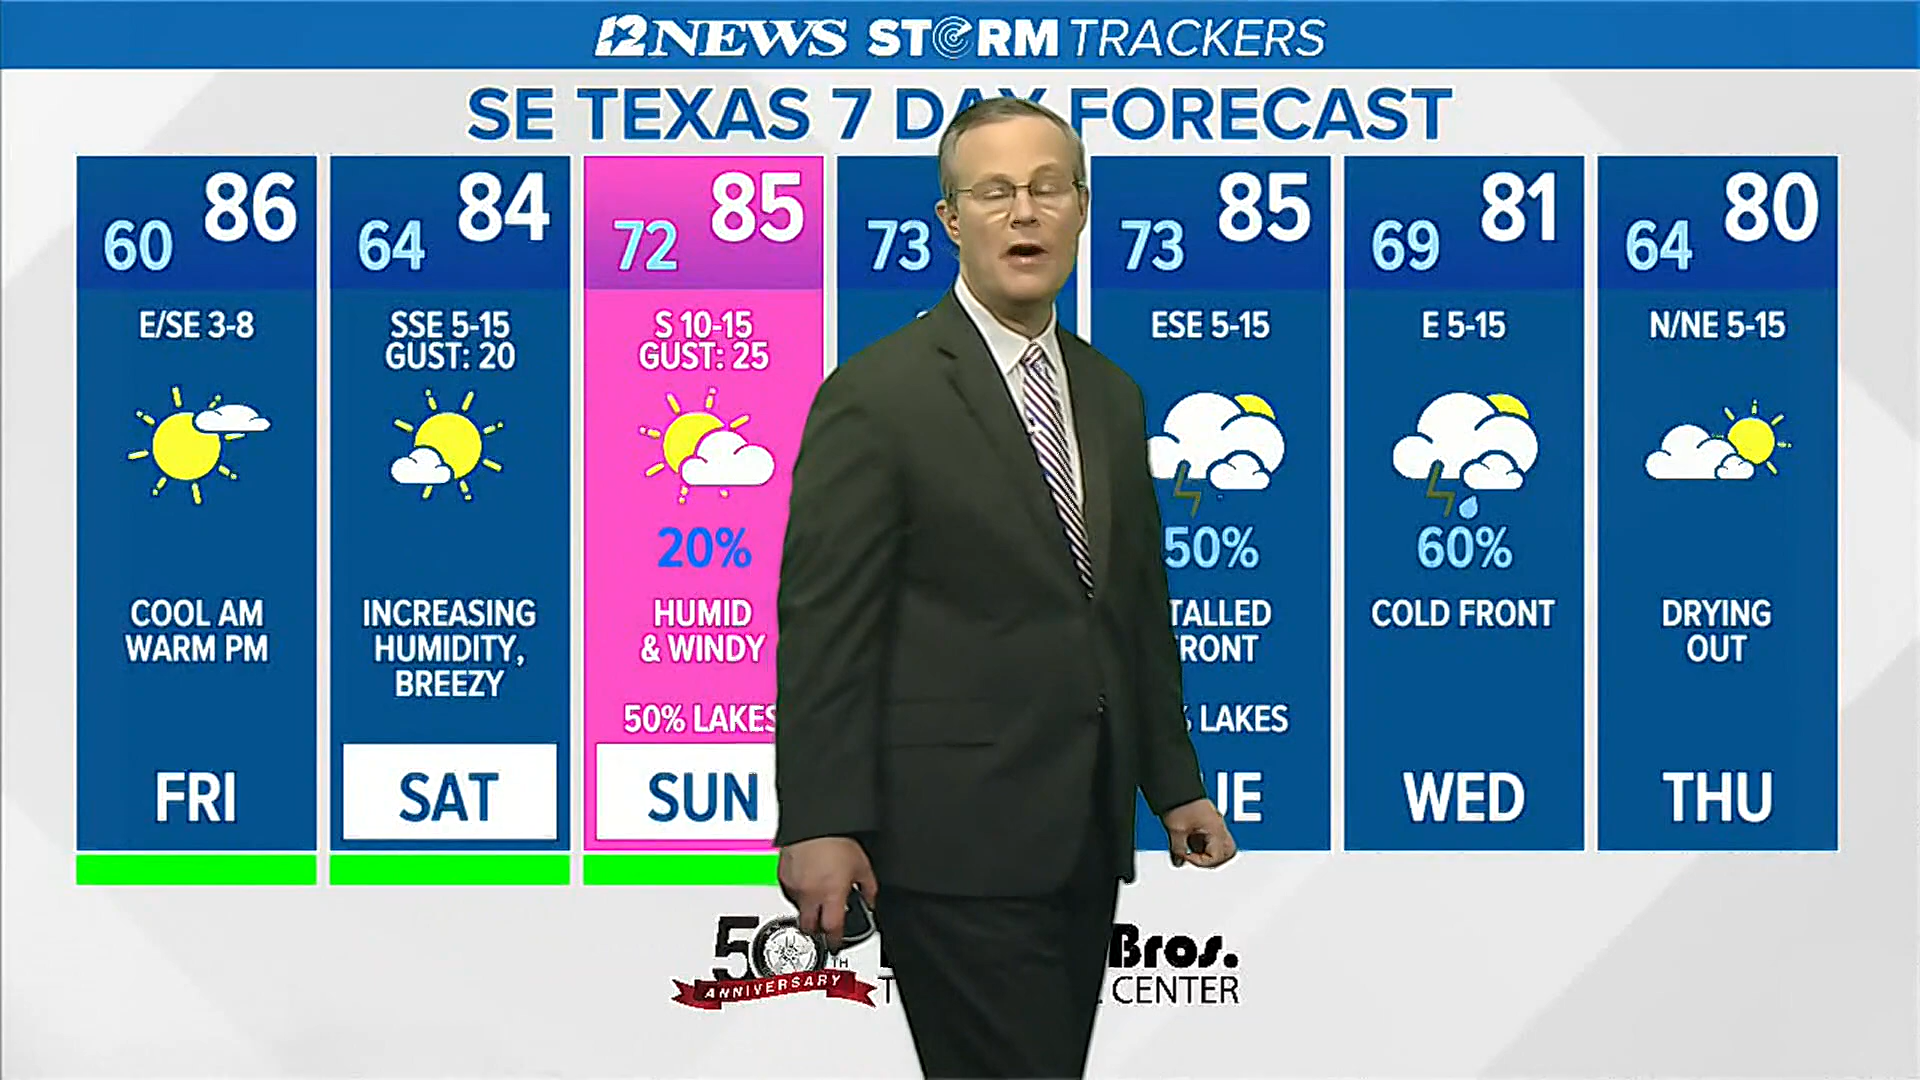 12NEWS STORM TRACKERS
SE TEXAS 7 DAY FORECAST
60 86
E/SE 3-8
COOL AM
WARM PM
FRI
64 84
SSE 5-15
GUST: 20
INCREASING
HUMIDITY,
BREEZY
SAT
72 85
S 10-15
GUST: 25
20%
HUMID
& WINDY
50% LAKES
SUN
73
73 85
ESE 5-15
50%
TALLED
RONT
LAKES
UE
69 81
E 5-15
60%
COLD FRONT
WED
64 80
N/NE 5-15
DRYING
OUT
THU
50TH
ANNIVERSARY
Bros.
CENTER